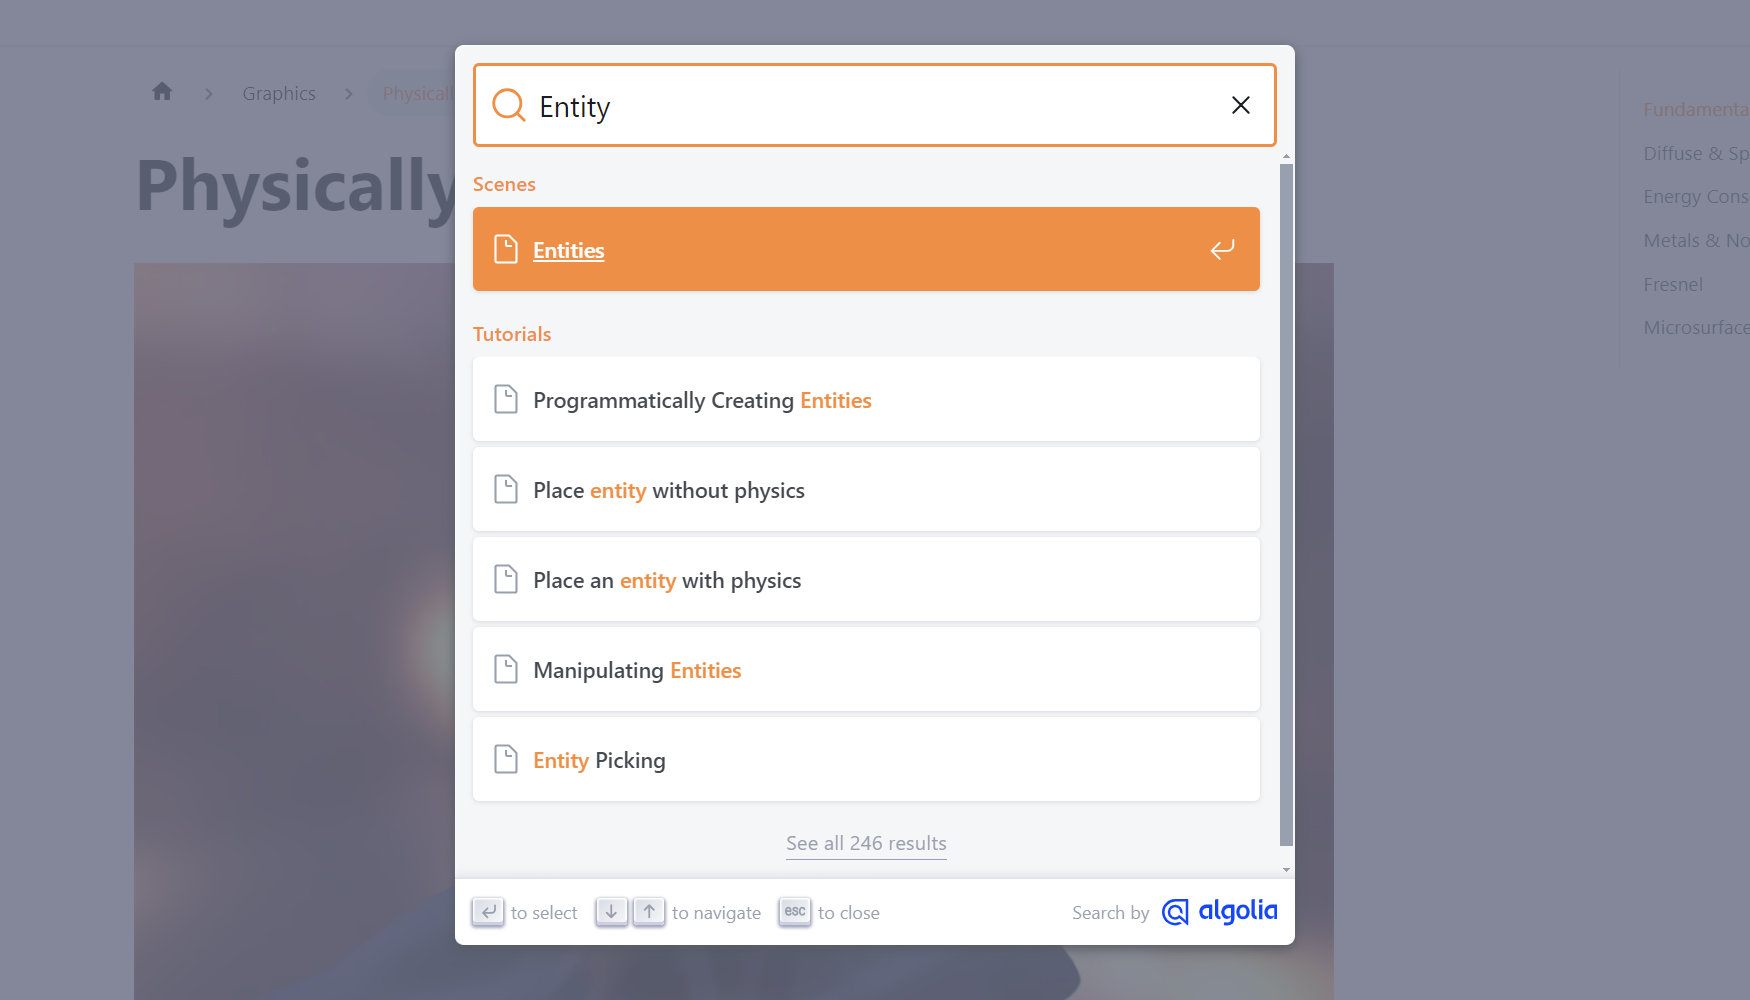 Graphics
Physically
Entity
Scenes
Entities
Tutorials
Programmatically Creating Entities
Place entity without physics
Place an entity with physics
Manipulating Entities
Entity Picking
See all 246 results
to select
to navigate
esc to close
Search by algolia
Physically
Fundamenta
Diffuse & Sp
Energy Cons
Metals & No
Fresnel
Microsurface